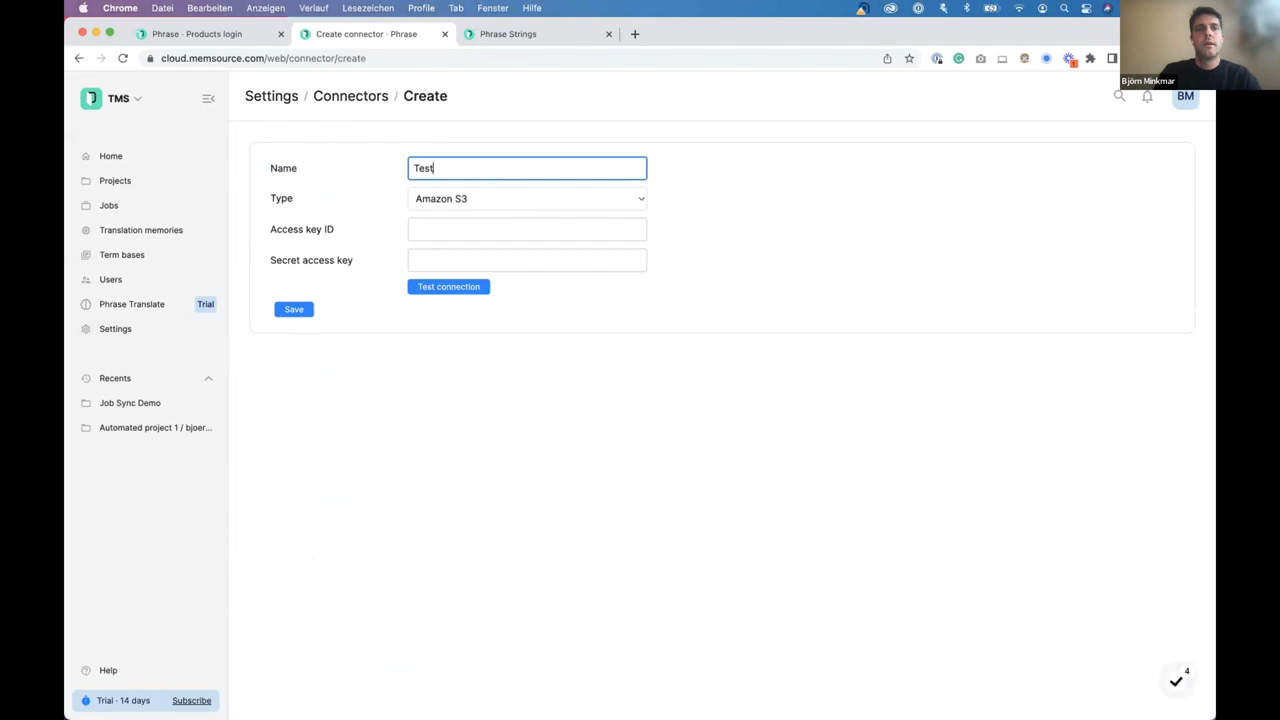 Chrome Datei Bearbeiten Anzeigen Verlauf Lesezeichen Profile Tab Fenster Hilfe
Phrase - Products login
Create connector - Phrase
Phrase Strings
cloud.memsource.com/web/connector/create
1
Björn Minkmar
TMS
Settings / Connectors / Create
BM
Home
Projects
Jobs
Translation memories
Term bases
Users
Phrase Translate Trial
Settings
Recents
Job Sync Demo
Automated project 1 / bjoer...
Name Test
Type Amazon S3
Access key ID
Secret access key
Test connection
Save
4
Help
Trial · 14 days Subscribe